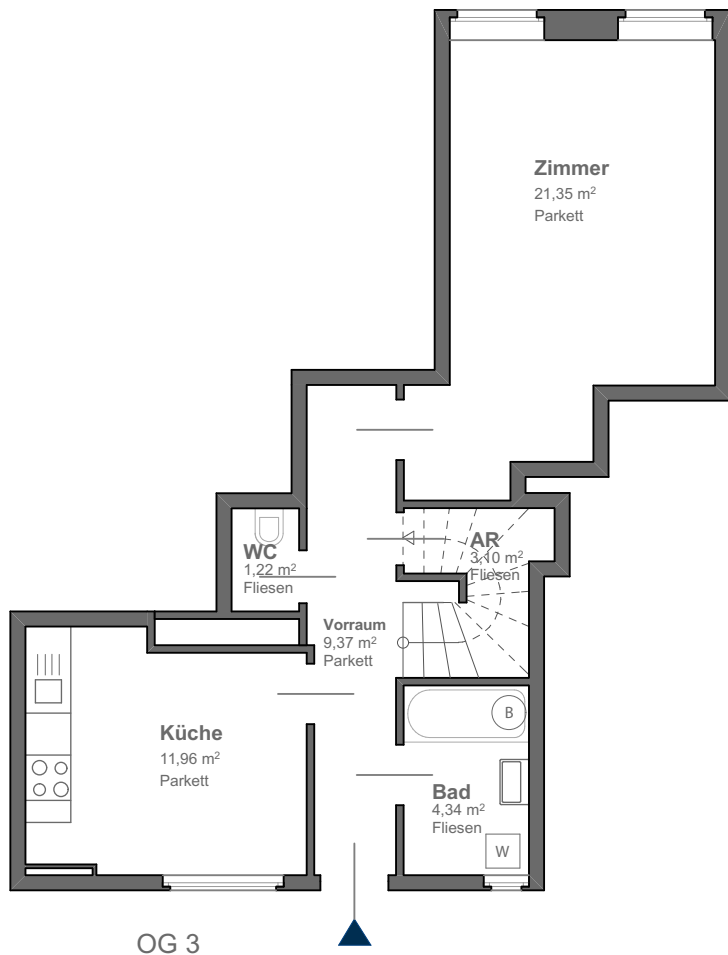 Zimmer
21,35 m²
Parkett
AR
3,10 m²
Fliesen
WC
1,22 m²
Fliesen
Vorraum
9,37 m²
Parkett
Küche
11,96 m²
Parkett
B
Bad
4,34 m²
Fliesen
W
OG 3